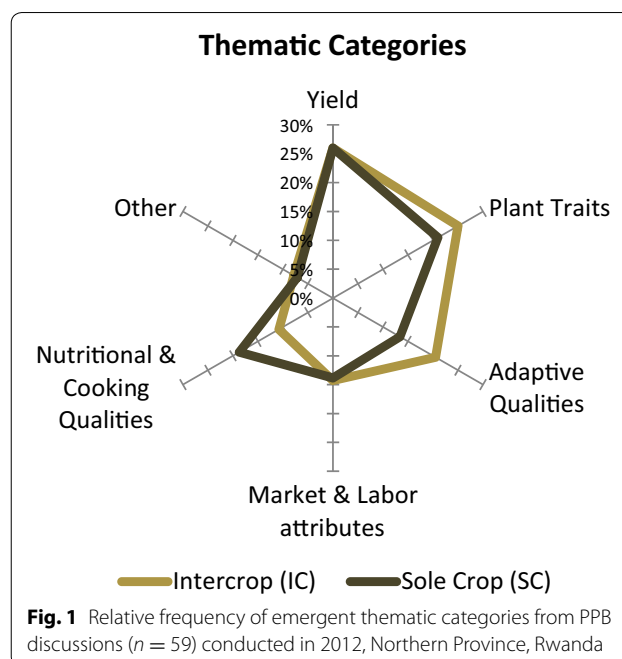 Thematic Categories
Yield
30%
25%
20%
15%
10%
5%
0%
Other
Plant Traits
Nutritional &
Cooking
Qualities
Adaptive
Qualities
Market & Labor
attributes
Intercrop (IC) Sole Crop (SC)
Fig. 1 Relative frequency of emergent thematic categories from PPB
discussions (n = 59) conducted in 2012, Northern Province, Rwanda